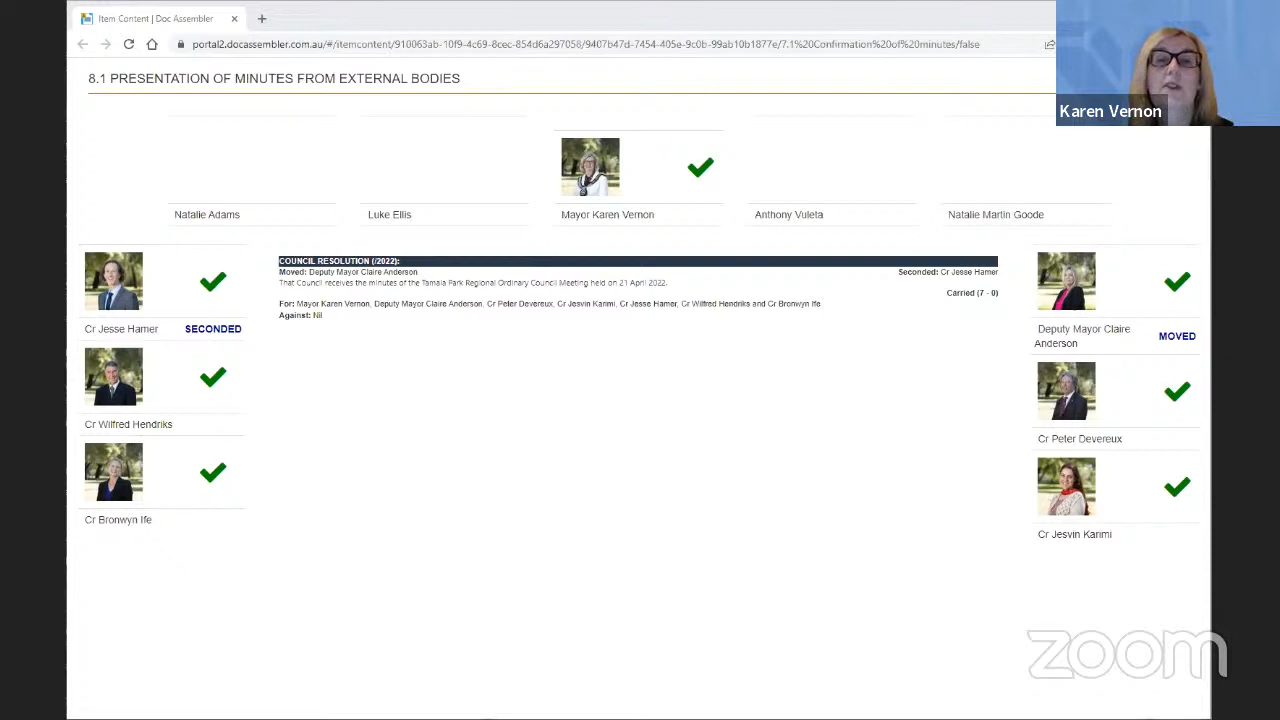 Item Content | Doc Assembler
portal2.docassembler.com.au/#/itemcontent/910063ab-10f9-4c69-8cec-854d6a297058/9407b47d-7454-405e-9c0b-99ab10b1877e/7.1%20Confirmation%20of%20minutes/false
8.1 PRESENTATION OF MINUTES FROM EXTERNAL BODIES
Karen Vernon
Natalie Adams
Luke Ellis
Mayor Karen Vernon
Anthony Vuleta
Natalie Martin Goode
COUNCIL RESOLUTION (/2022):
Moved: Deputy Mayor Claire Anderson
Seconded: Cr Jesse Hamer
That Council receives the minutes of the Tamala Park Regional Ordinary Council Meeting held on 21 April 2022.
Carried (7 - 0)
For: Mayor Karen Vernon, Deputy Mayor Claire Anderson, Cr Peter Devereux, Cr Jesvin Karimi, Cr Jesse Hamer, Cr Wilfred Hendriks and Cr Bronwyn Ife
Against: Nil
Cr Jesse Hamer SECONDED
Cr Wilfred Hendriks
Cr Bronwyn Ife
Deputy Mayor Claire
Anderson
MOVED
Cr Peter Devereux
Cr Jesvin Karimi
zoom